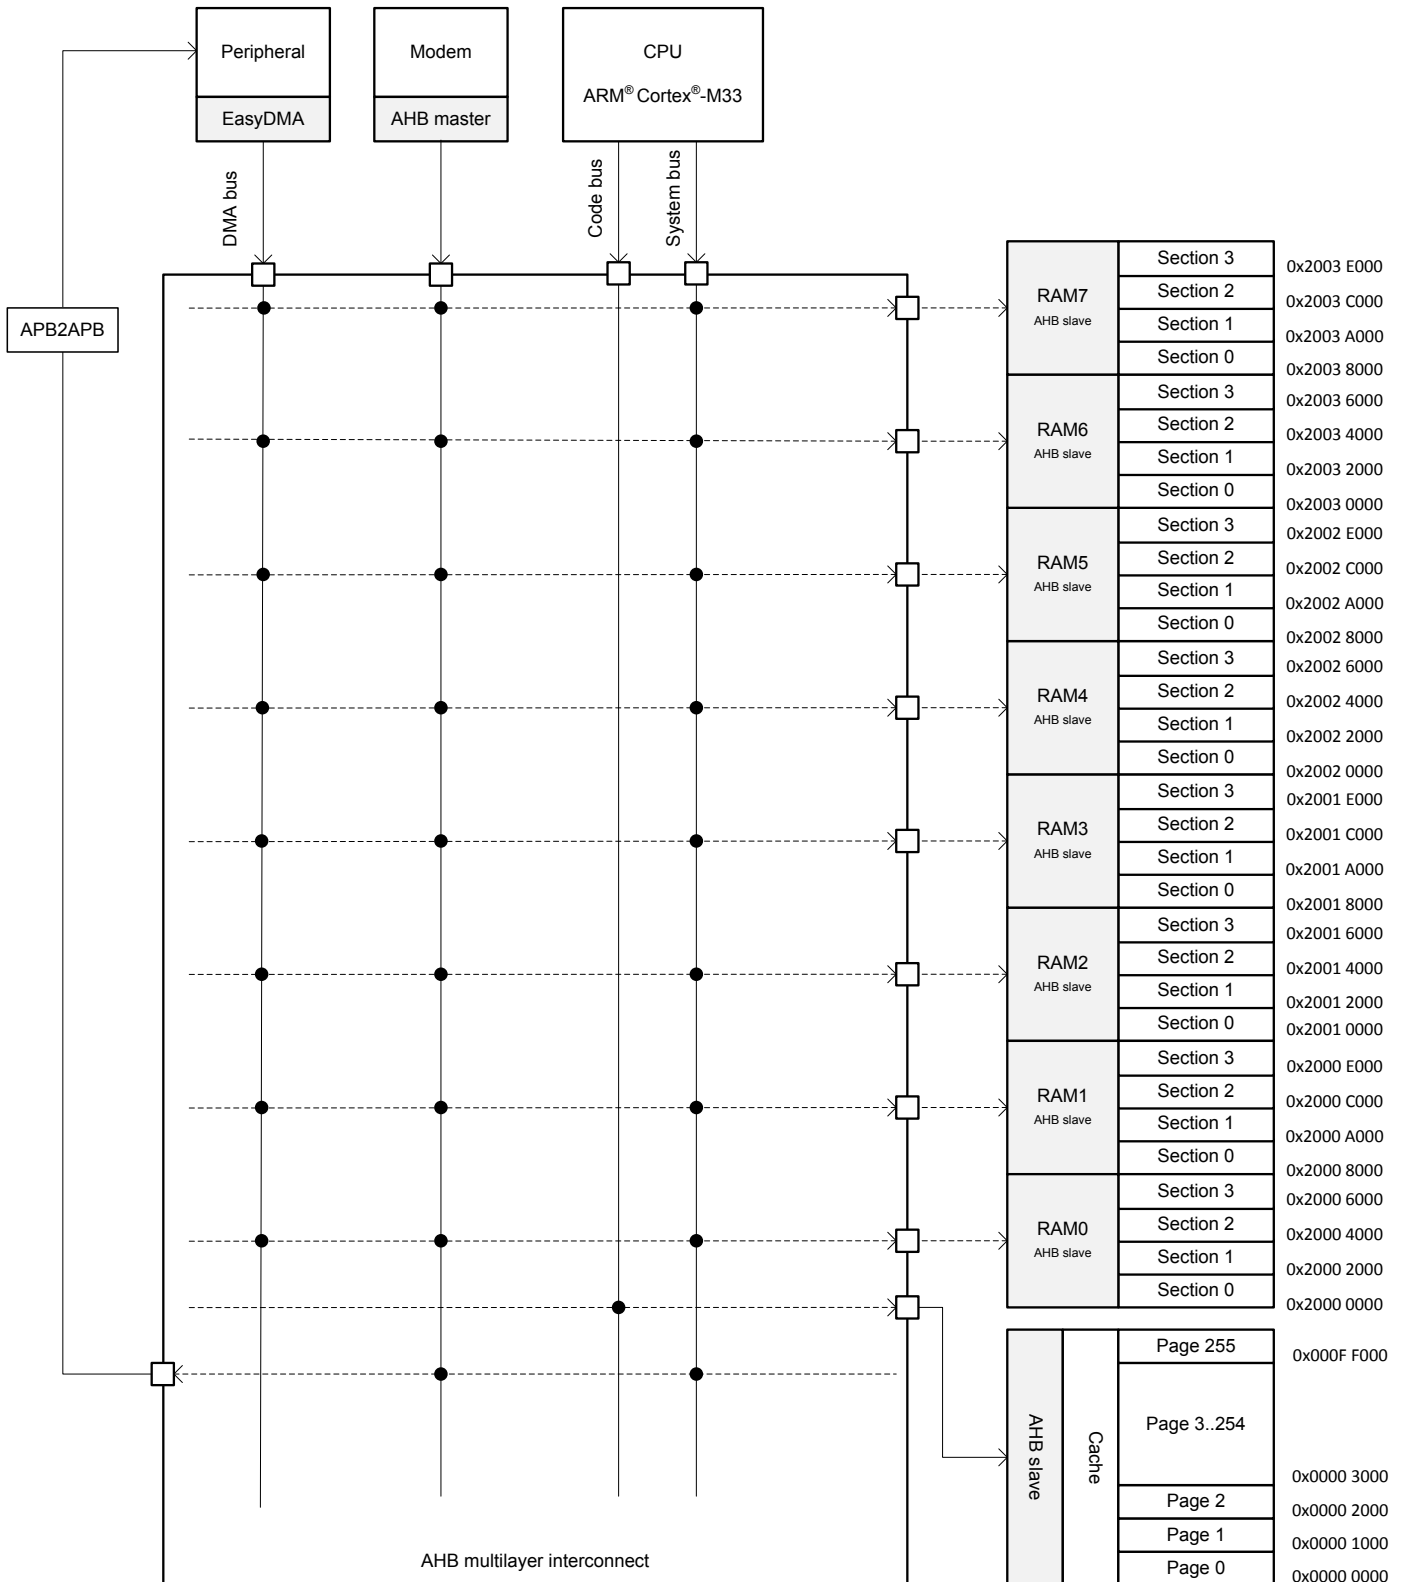 Peripheral
EasyDMA
Modem
AHB master
CPU
ARM® Cortex®-M33
DMA bus
Code bus
System bus
APB2APB
RAM7
AHB slave
Section 3
0x2003 E000
Section 2
0x2003 C000
Section 1
0x2003 A000
Section 0
0x2003 8000
RAM6
AHB slave
Section 3
0x2003 6000
Section 2
0x2003 4000
Section 1
0x2003 2000
Section 0
0x2003 0000
RAM5
AHB slave
Section 3
0x2002 E000
Section 2
0x2002 C000
Section 1
0x2002 A000
Section 0
0x2002 8000
RAM4
AHB slave
Section 3
0x2002 6000
Section 2
0x2002 4000
Section 1
0x2002 2000
Section 0
0x2002 0000
RAM3
AHB slave
Section 3
0x2001 E000
Section 2
0x2001 C000
Section 1
0x2001 A000
Section 0
0x2001 8000
RAM2
AHB slave
Section 3
0x2001 6000
Section 2
0x2001 4000
Section 1
0x2001 2000
Section 0
0x2001 0000
RAM1
AHB slave
Section 3
0x2000 E000
Section 2
0x2000 C000
Section 1
0x2000 A000
Section 0
0x2000 8000
RAM0
AHB slave
Section 3
0x2000 6000
Section 2
0x2000 4000
Section 1
0x2000 2000
Section 0
0x2000 0000
AHB slave
Cache
Page 255
0x000F F000
Page 3..254
0x0000 3000
Page 2
0x0000 2000
Page 1
0x0000 1000
Page 0
0x0000 0000
AHB multilayer interconnect